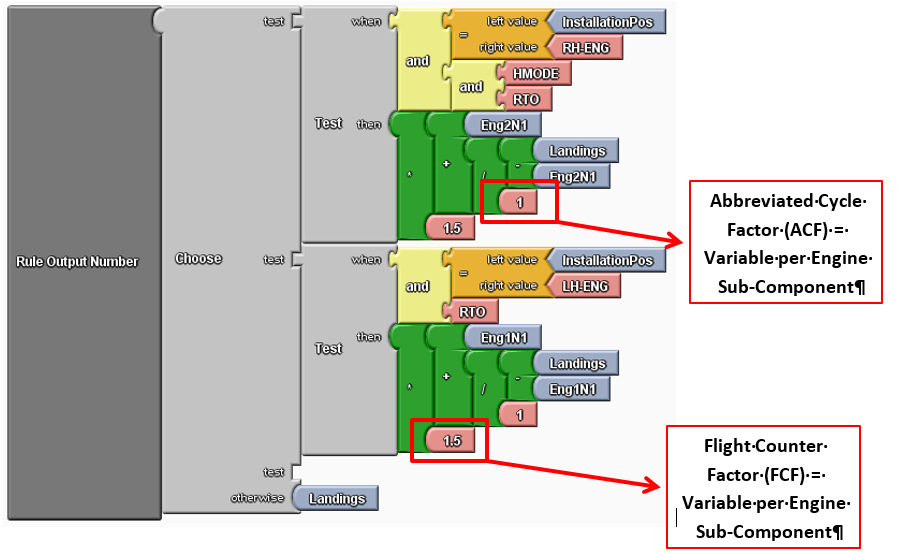 Rule Output Number
Choose
test
Test
when
and
=
left value
InstallationPos
right value
RH-ENG
and
HMODE
RTO
then
*
+
Eng2N1
/
-
Landings
Eng2N1
1
1.5
test
Test
when
and
=
left value
InstallationPos
right value
LH-ENG
RTO
then
*
+
Eng1N1
/
-
Landings
Eng1N1
1
1.5
test
otherwise
Landings
Abbreviated·Cycle·
Factor·(ACF)·=·
Variable·per·Engine·
Sub-Component¶
Flight·Counter·
Factor·(FCF)·=·
Variable·per·Engine·
Sub-Component¶